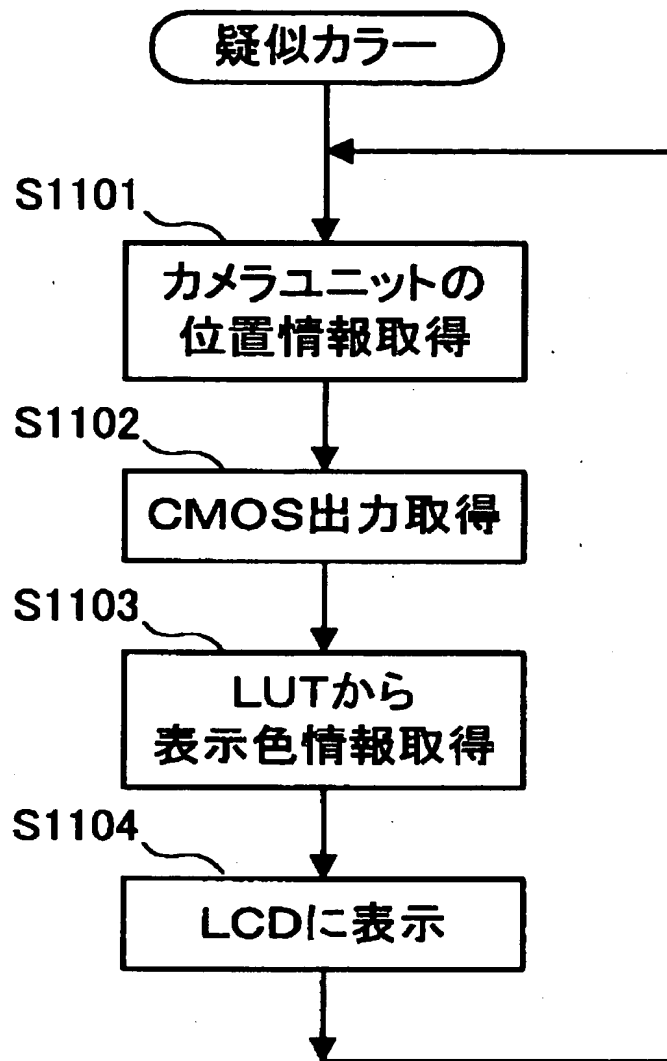 疑似カラー
S1101
カメラユニットの
位置情報取得
S1102
CMOS出力取得
S1103
LUTから
表示色情報取得
S1104
LCDに表示